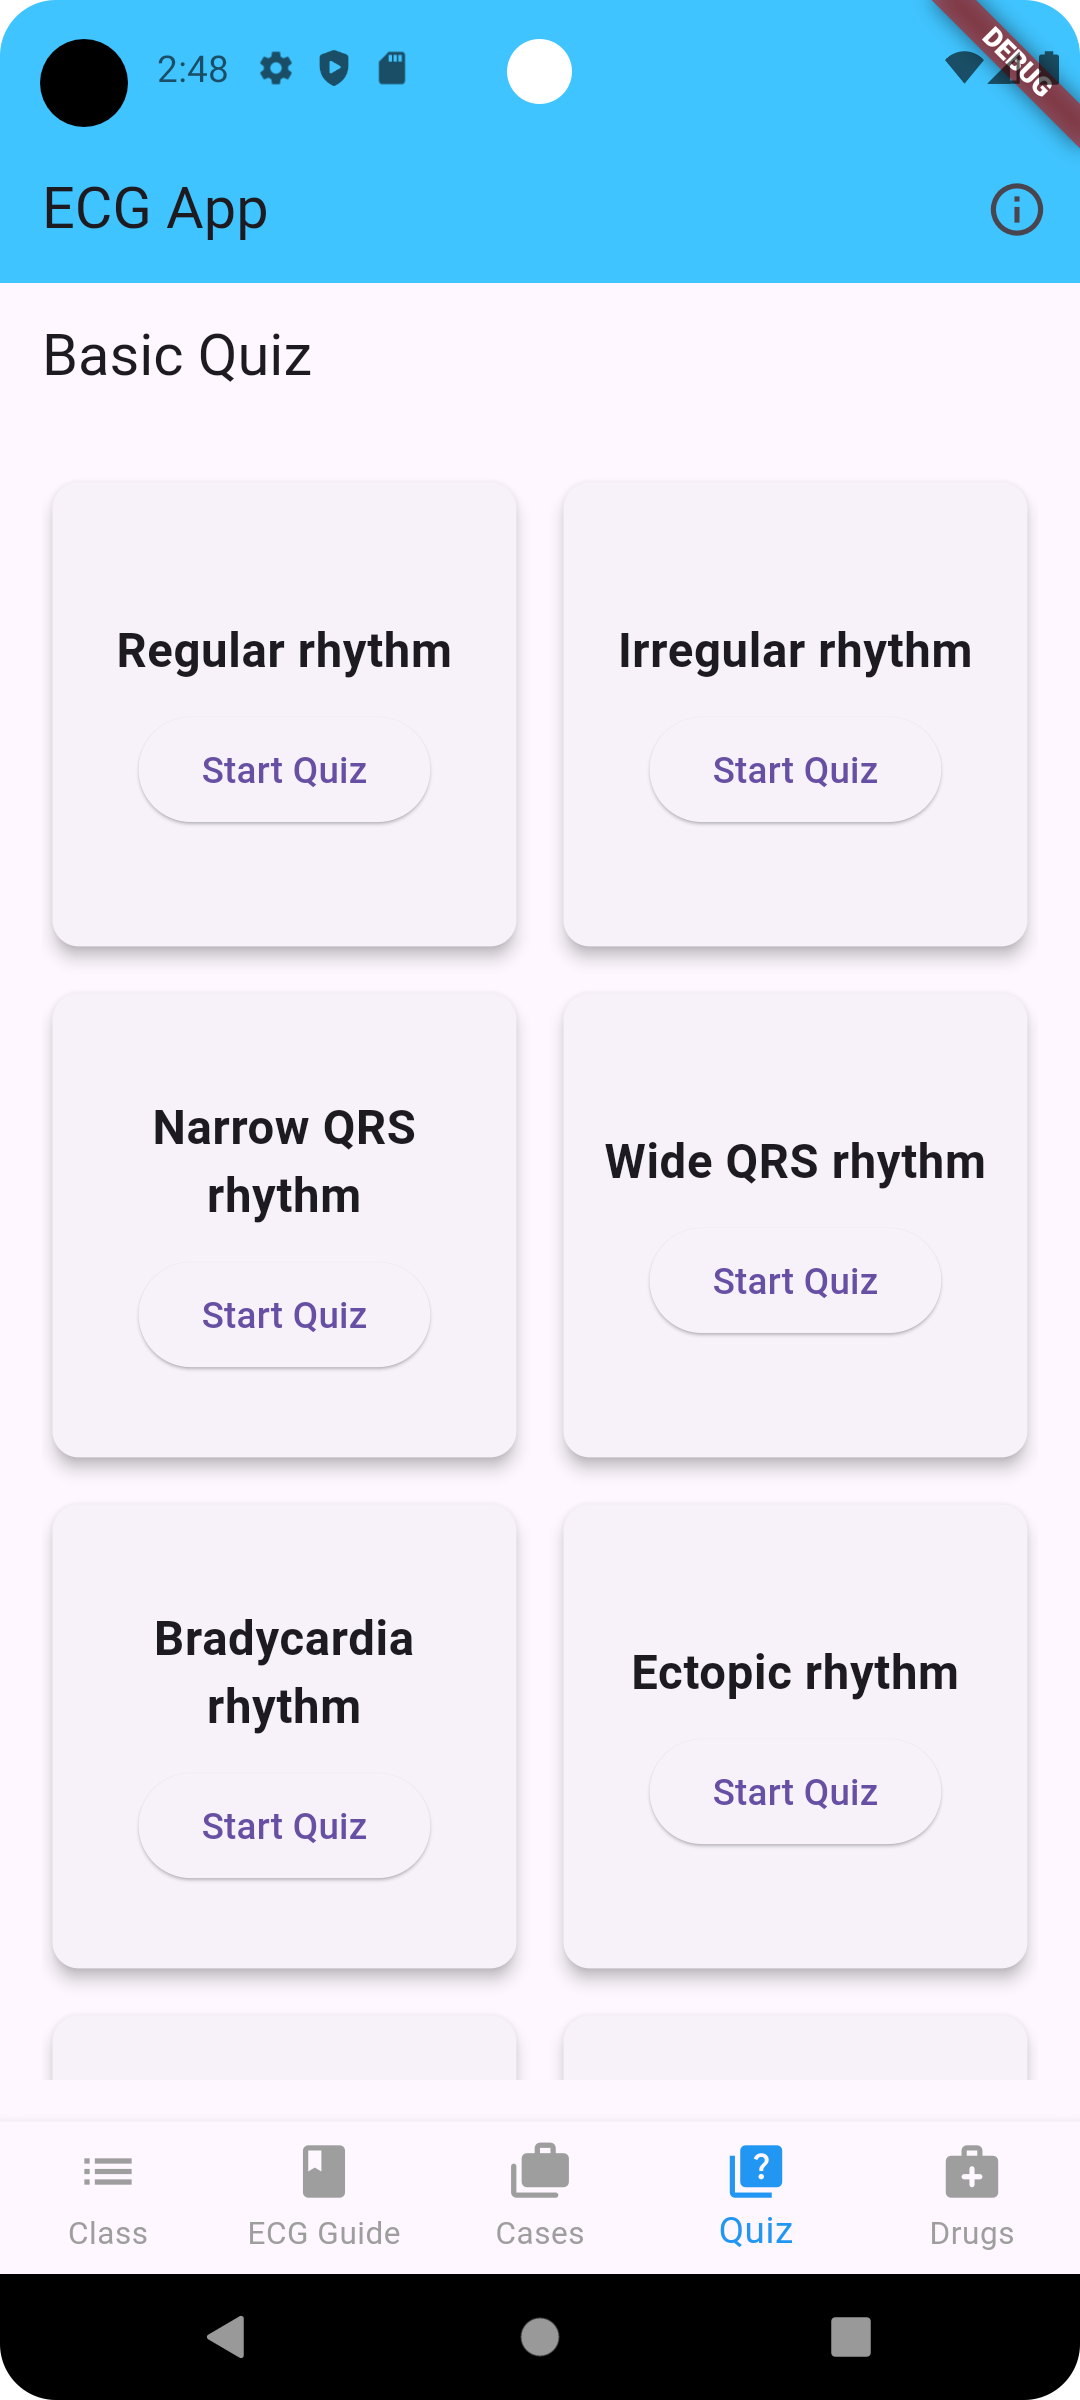 2:48
DEBUG
ECG App
Basic Quiz
Regular rhythm
Start Quiz
Irregular rhythm
Start Quiz
Narrow QRS
rhythm
Start Quiz
Wide QRS rhythm
Start Quiz
Bradycardia
rhythm
Start Quiz
Ectopic rhythm
Start Quiz
Class
ECG Guide
Cases
Quiz
Drugs